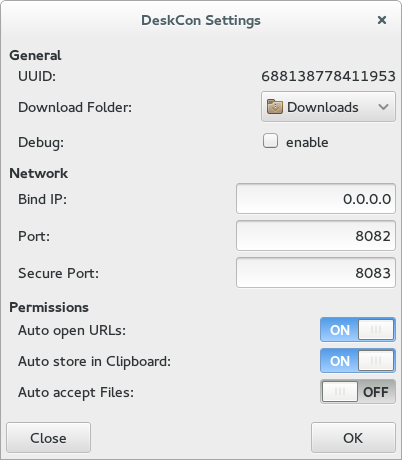 DeskCon Settings ×
General
UUID: 688138778411953
Download Folder: Downloads
Debug: enable
Network
Bind IP: 0.0.0.0
Port: 8082
Secure Port: 8083
Permissions
Auto open URLs: ON
Auto store in Clipboard: ON
Auto accept Files: OFF
Close OK